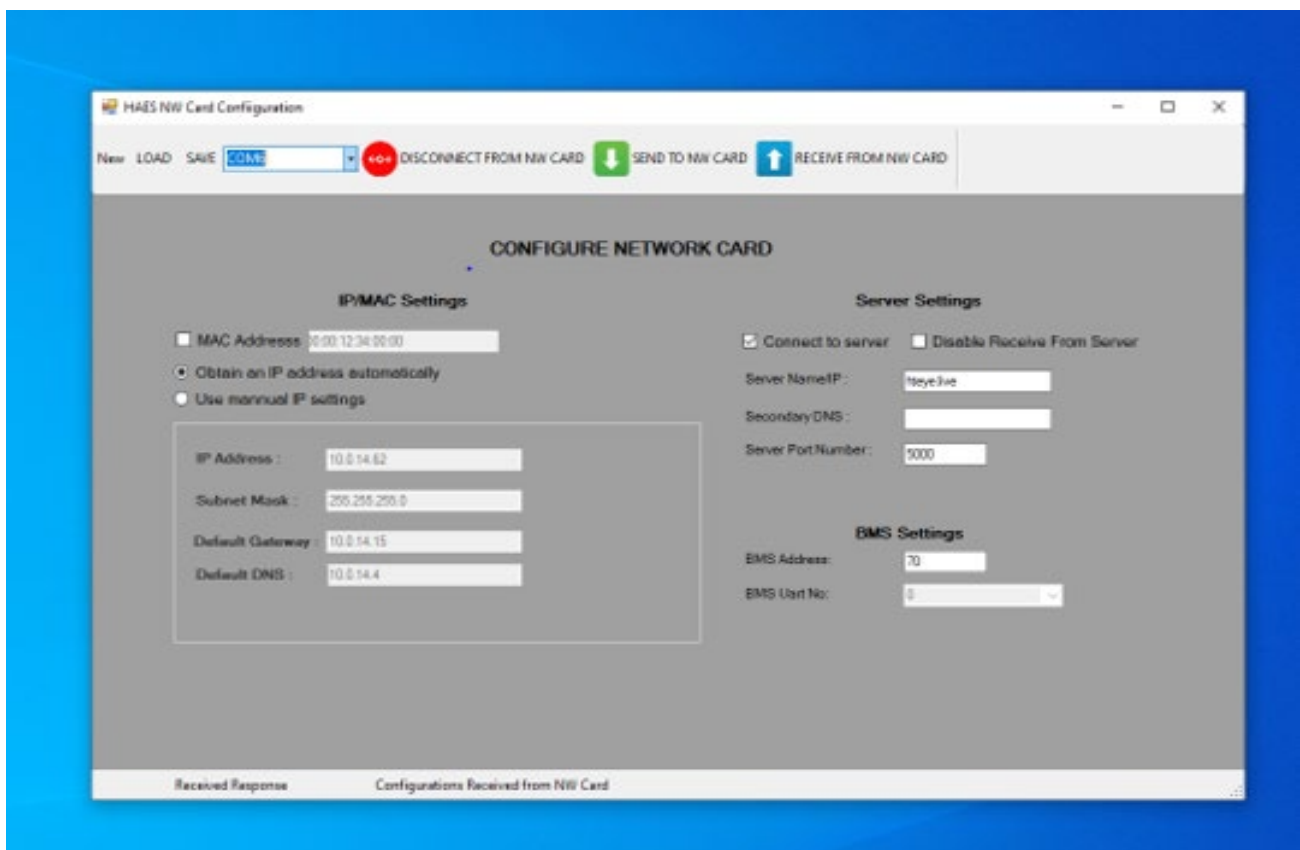 HAES NW Card Configuration
New LOAD SAVE COM6 DISCONNECT FROM NW CARD SEND TO NW CARD RECEIVE FROM NW CARD
CONFIGURE NETWORK CARD
IP/MAC Settings
MAC Addresss 00:00:12:34:00:00
Obtain an IP address automatically
Use mannual IP settings
IP Address : 10.0.14.62
Subnet Mask : 255.255.255.0
Default Gateway : 10.0.14.15
Default DNS : 10.0.14.4
Server Settings
Connect to server Disable Receive From Server
Server Name/IP :
Secondary DNS :
Server Port Number : 5000
BMS Settings
BMS Address: 70
BMS Uart No: 0
Received Response Configurations Received from NW Card